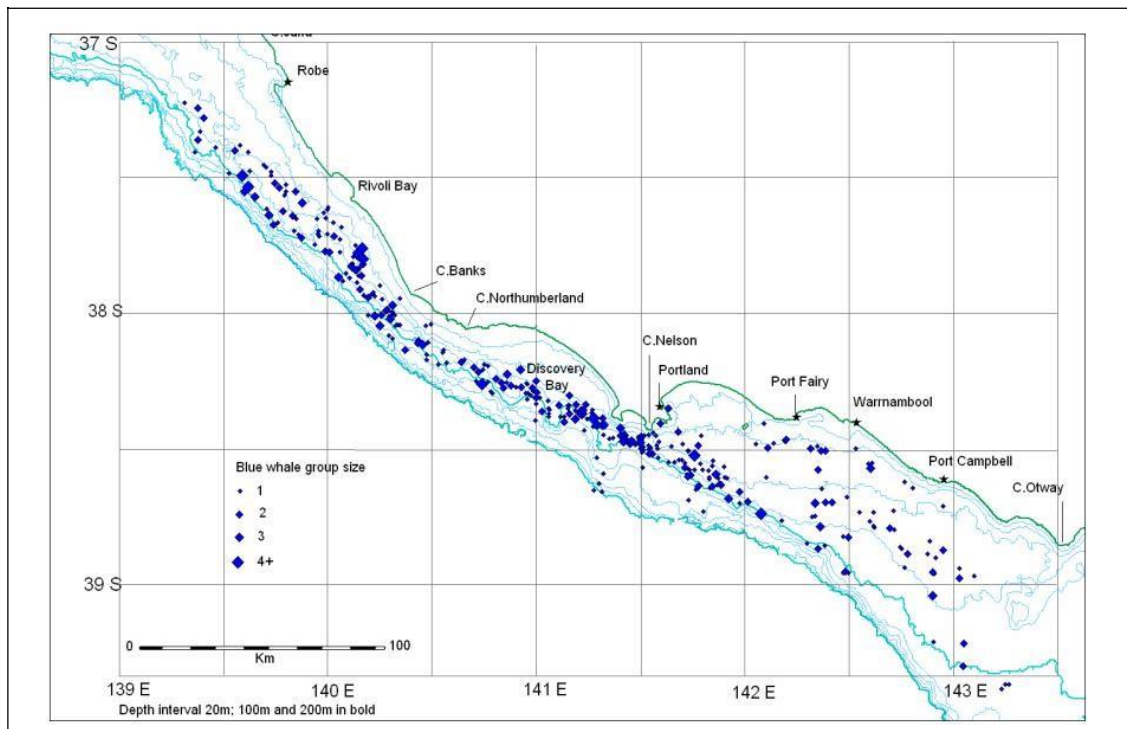 37 S
Robe
Rivoli Bay
C.Banks
C.Northumberland
38 S
C.Nelson
Discovery
Bay
Portland
Port Fairy
Warrnambool
Port Campbell
C.Otway
Blue whale group size
1
2
3
4+
39 S
0
100
Km
139 E
140 E
141 E
142 E
143 E
Depth interval 20m; 100m and 200m in bold